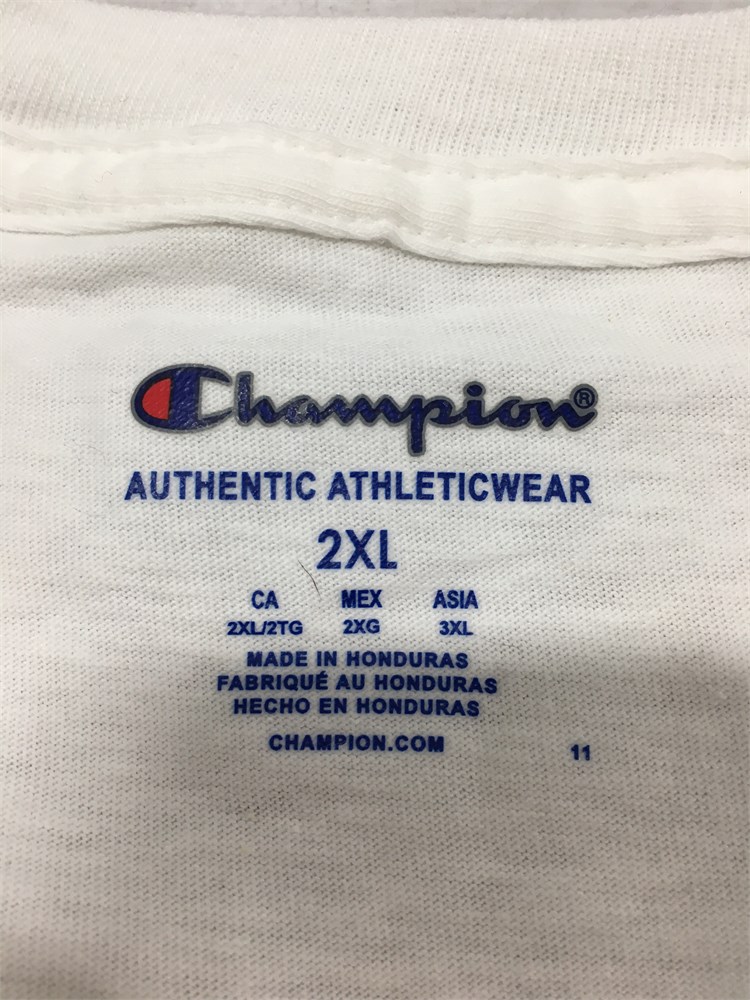 Champion®
AUTHENTIC ATHLETICWEAR
2XL
CA MEX ASIA
2XL/2TG 2XG 3XL
MADE IN HONDURAS
FABRIQUÉ AU HONDURAS
HECHO EN HONDURAS
CHAMPION.COM 11